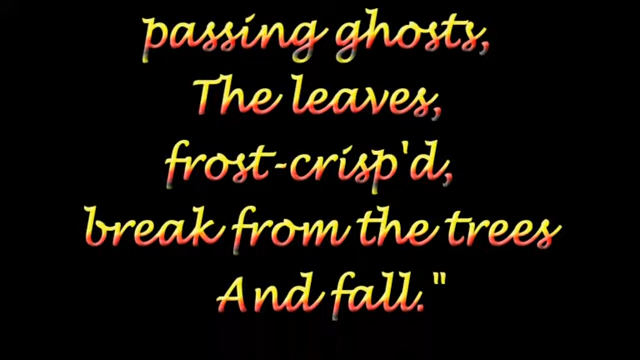 passing ghosts,
The leaves,
frost-crisp'd,
break from the trees
And fall."